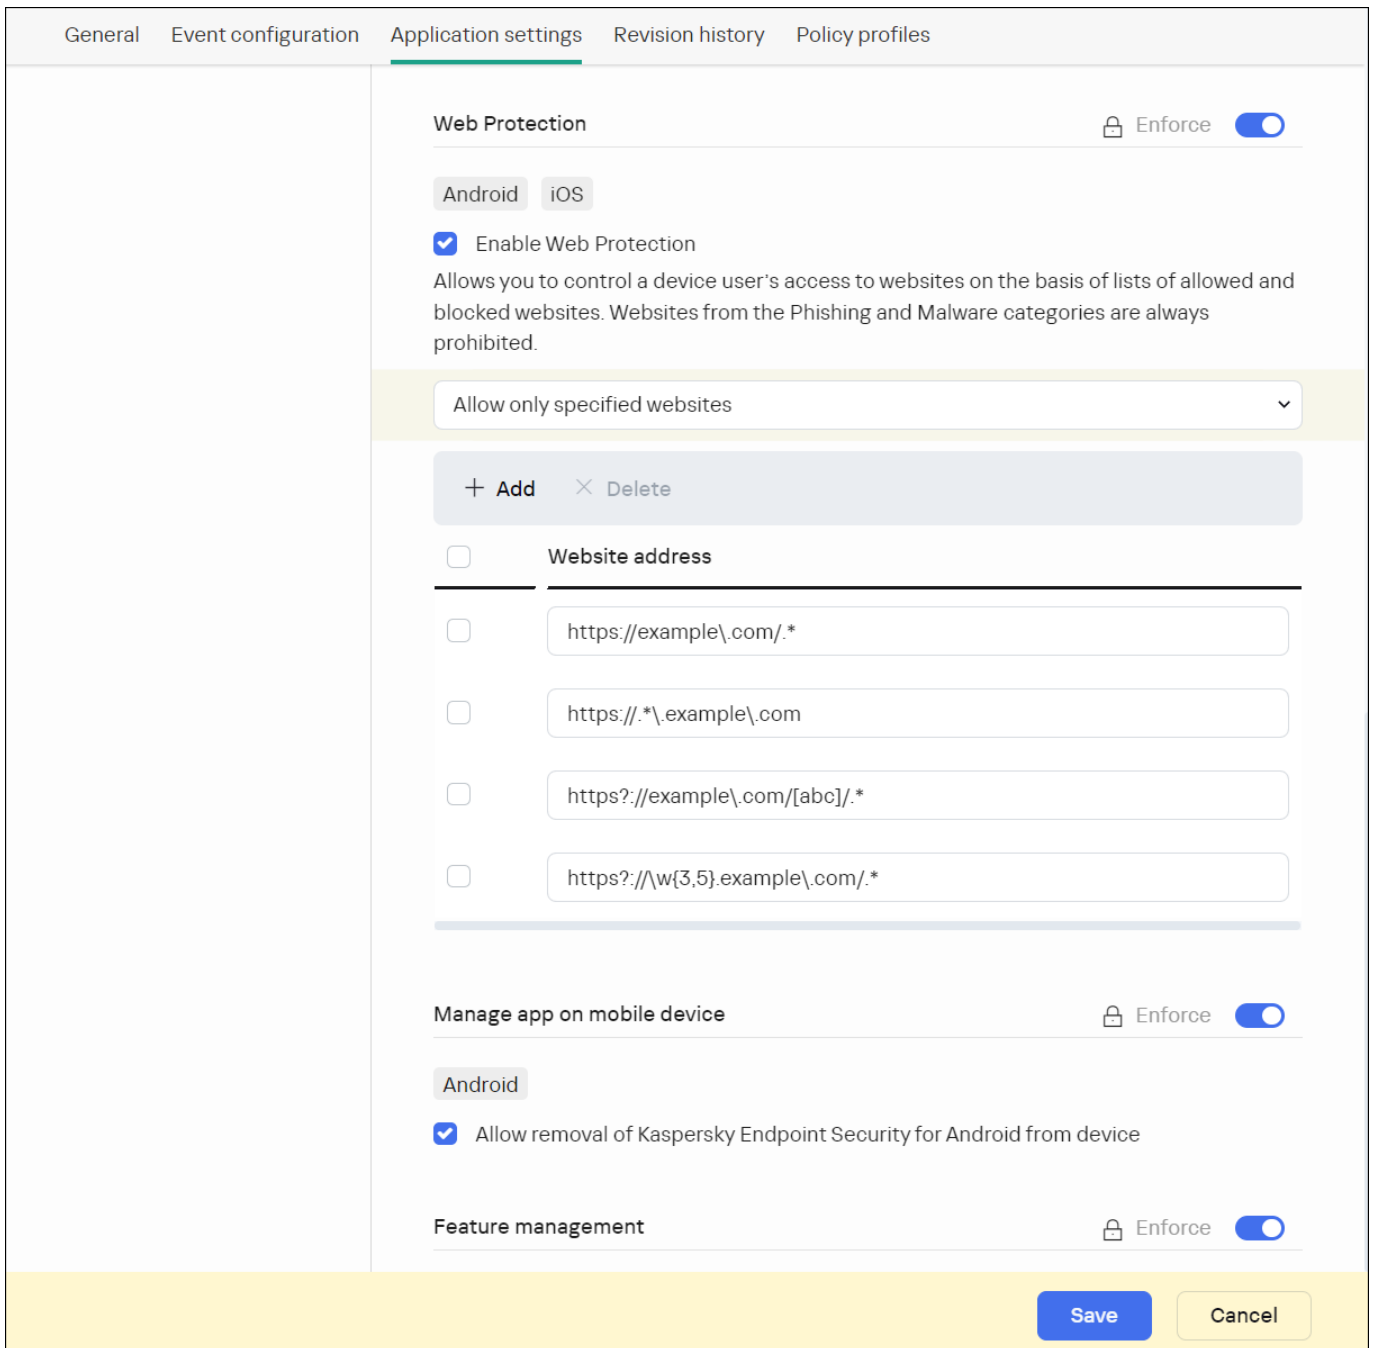 General Event configuration Application settings Revision history Policy profiles
Web Protection Enforce
Android iOS
Enable Web Protection
Allows you to control a device user's access to websites on the basis of lists of allowed and
blocked websites. Websites from the Phishing and Malware categories are always
prohibited.
Allow only specified websites
+ Add × Delete
Website address
https://example\.com/.*
https://.*\.example\.com
https?://example\.com/[abc]/.*
https?://\w{3,5}.example\.com/.*
Manage app on mobile device Enforce
Android
Allow removal of Kaspersky Endpoint Security for Android from device
Feature management Enforce
Save Cancel